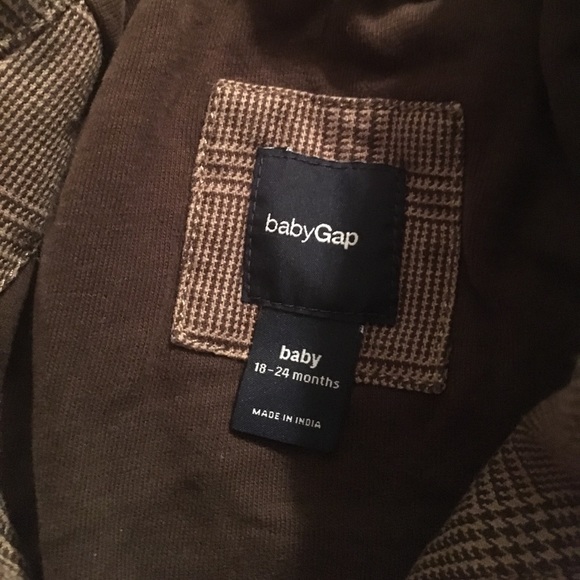 babyGap
baby
18-24 months
MADE IN INDIA